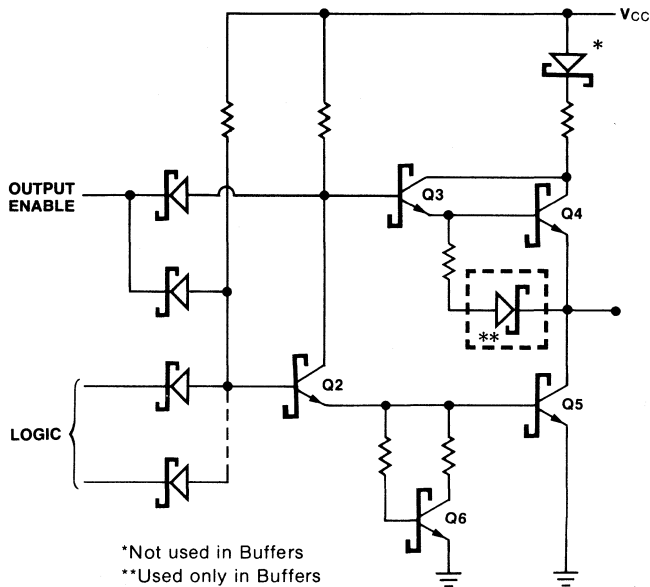 VCC
*
OUTPUT
ENABLE
Q3
Q4
**
Q2
Q5
LOGIC
Q6
*Not used in Buffers
**Used only in Buffers